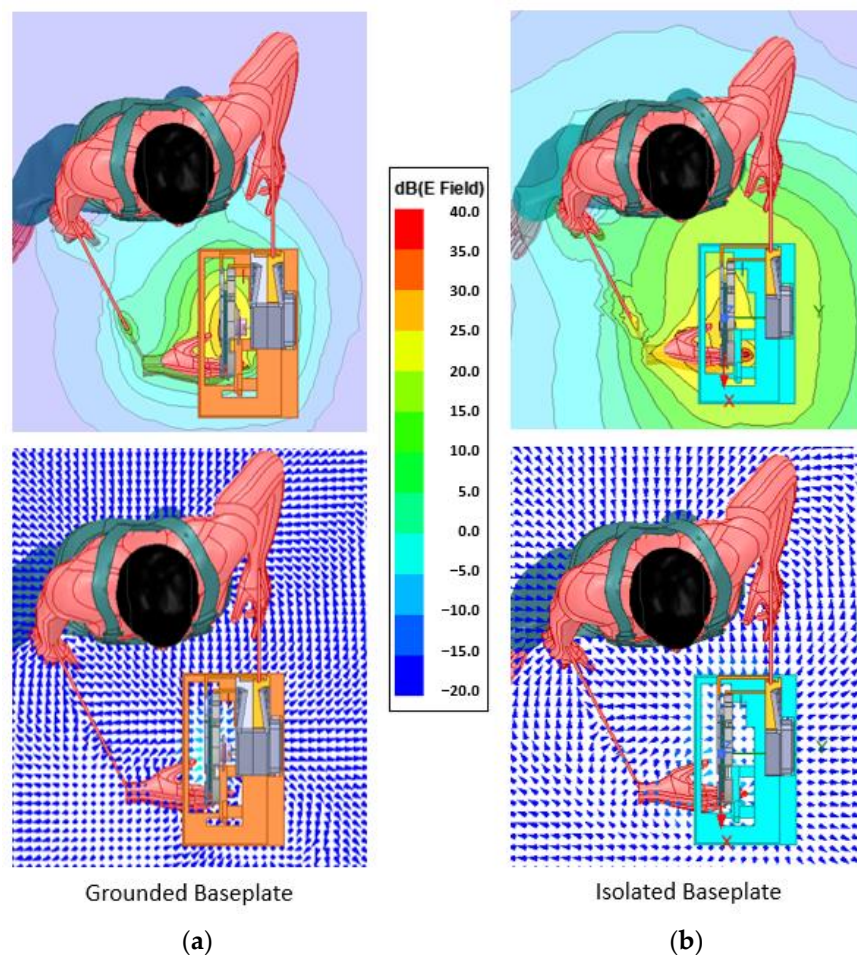 dB(E Field)
40.0
35.0
30.0
25.0
20.0
15.0
10.0
5.0
0.0
−5.0
−10.0
−15.0
−20.0
Y
X
Y
X
Grounded Baseplate
Isolated Baseplate
(a)
(b)